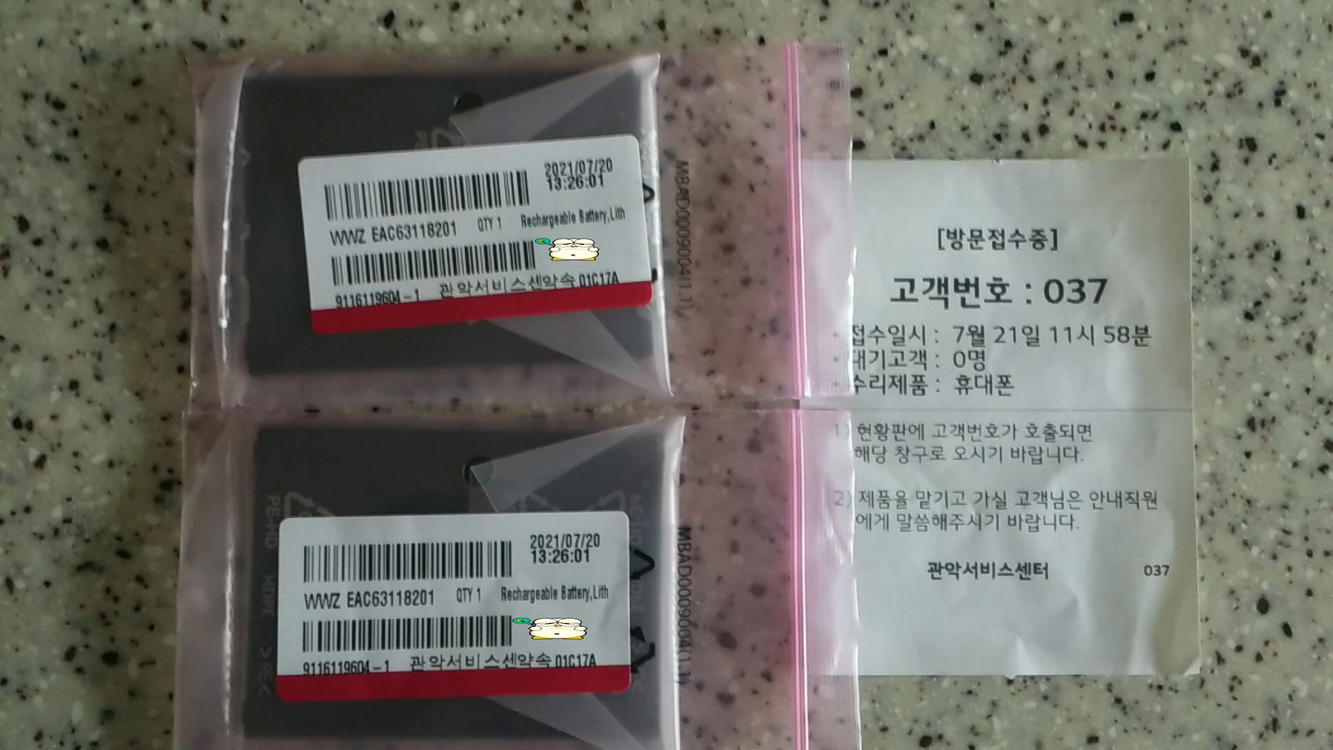 2021/07/20
13:26:01
WWZ EAC63118201 QTY 1 Rechargeable Battery,Lith
9116119604-1 관악서비스센약속 01C17A
MBAD0009004(1.1)
[방문접수증]
고객번호 : 037
접수일시 : 7월 21일 11시 58분
대기고객 : 0명
수리제품 : 휴대폰
1) 현황판에 고객번호가 호출되면
해당 창구로 오시기 바랍니다.
2) 제품을 맡기고 가실 고객님은 안내직원
에게 말씀해주시기 바랍니다.
관악서비스센터 037
2021/07/20
13:26:01
WWZ EAC63118201 QTY 1 Rechargeable Battery,Lith
9116119604-1 관악서비스센약속 01C17A
MBAD0009004(1.1)
PE-HD HDPE >PE<